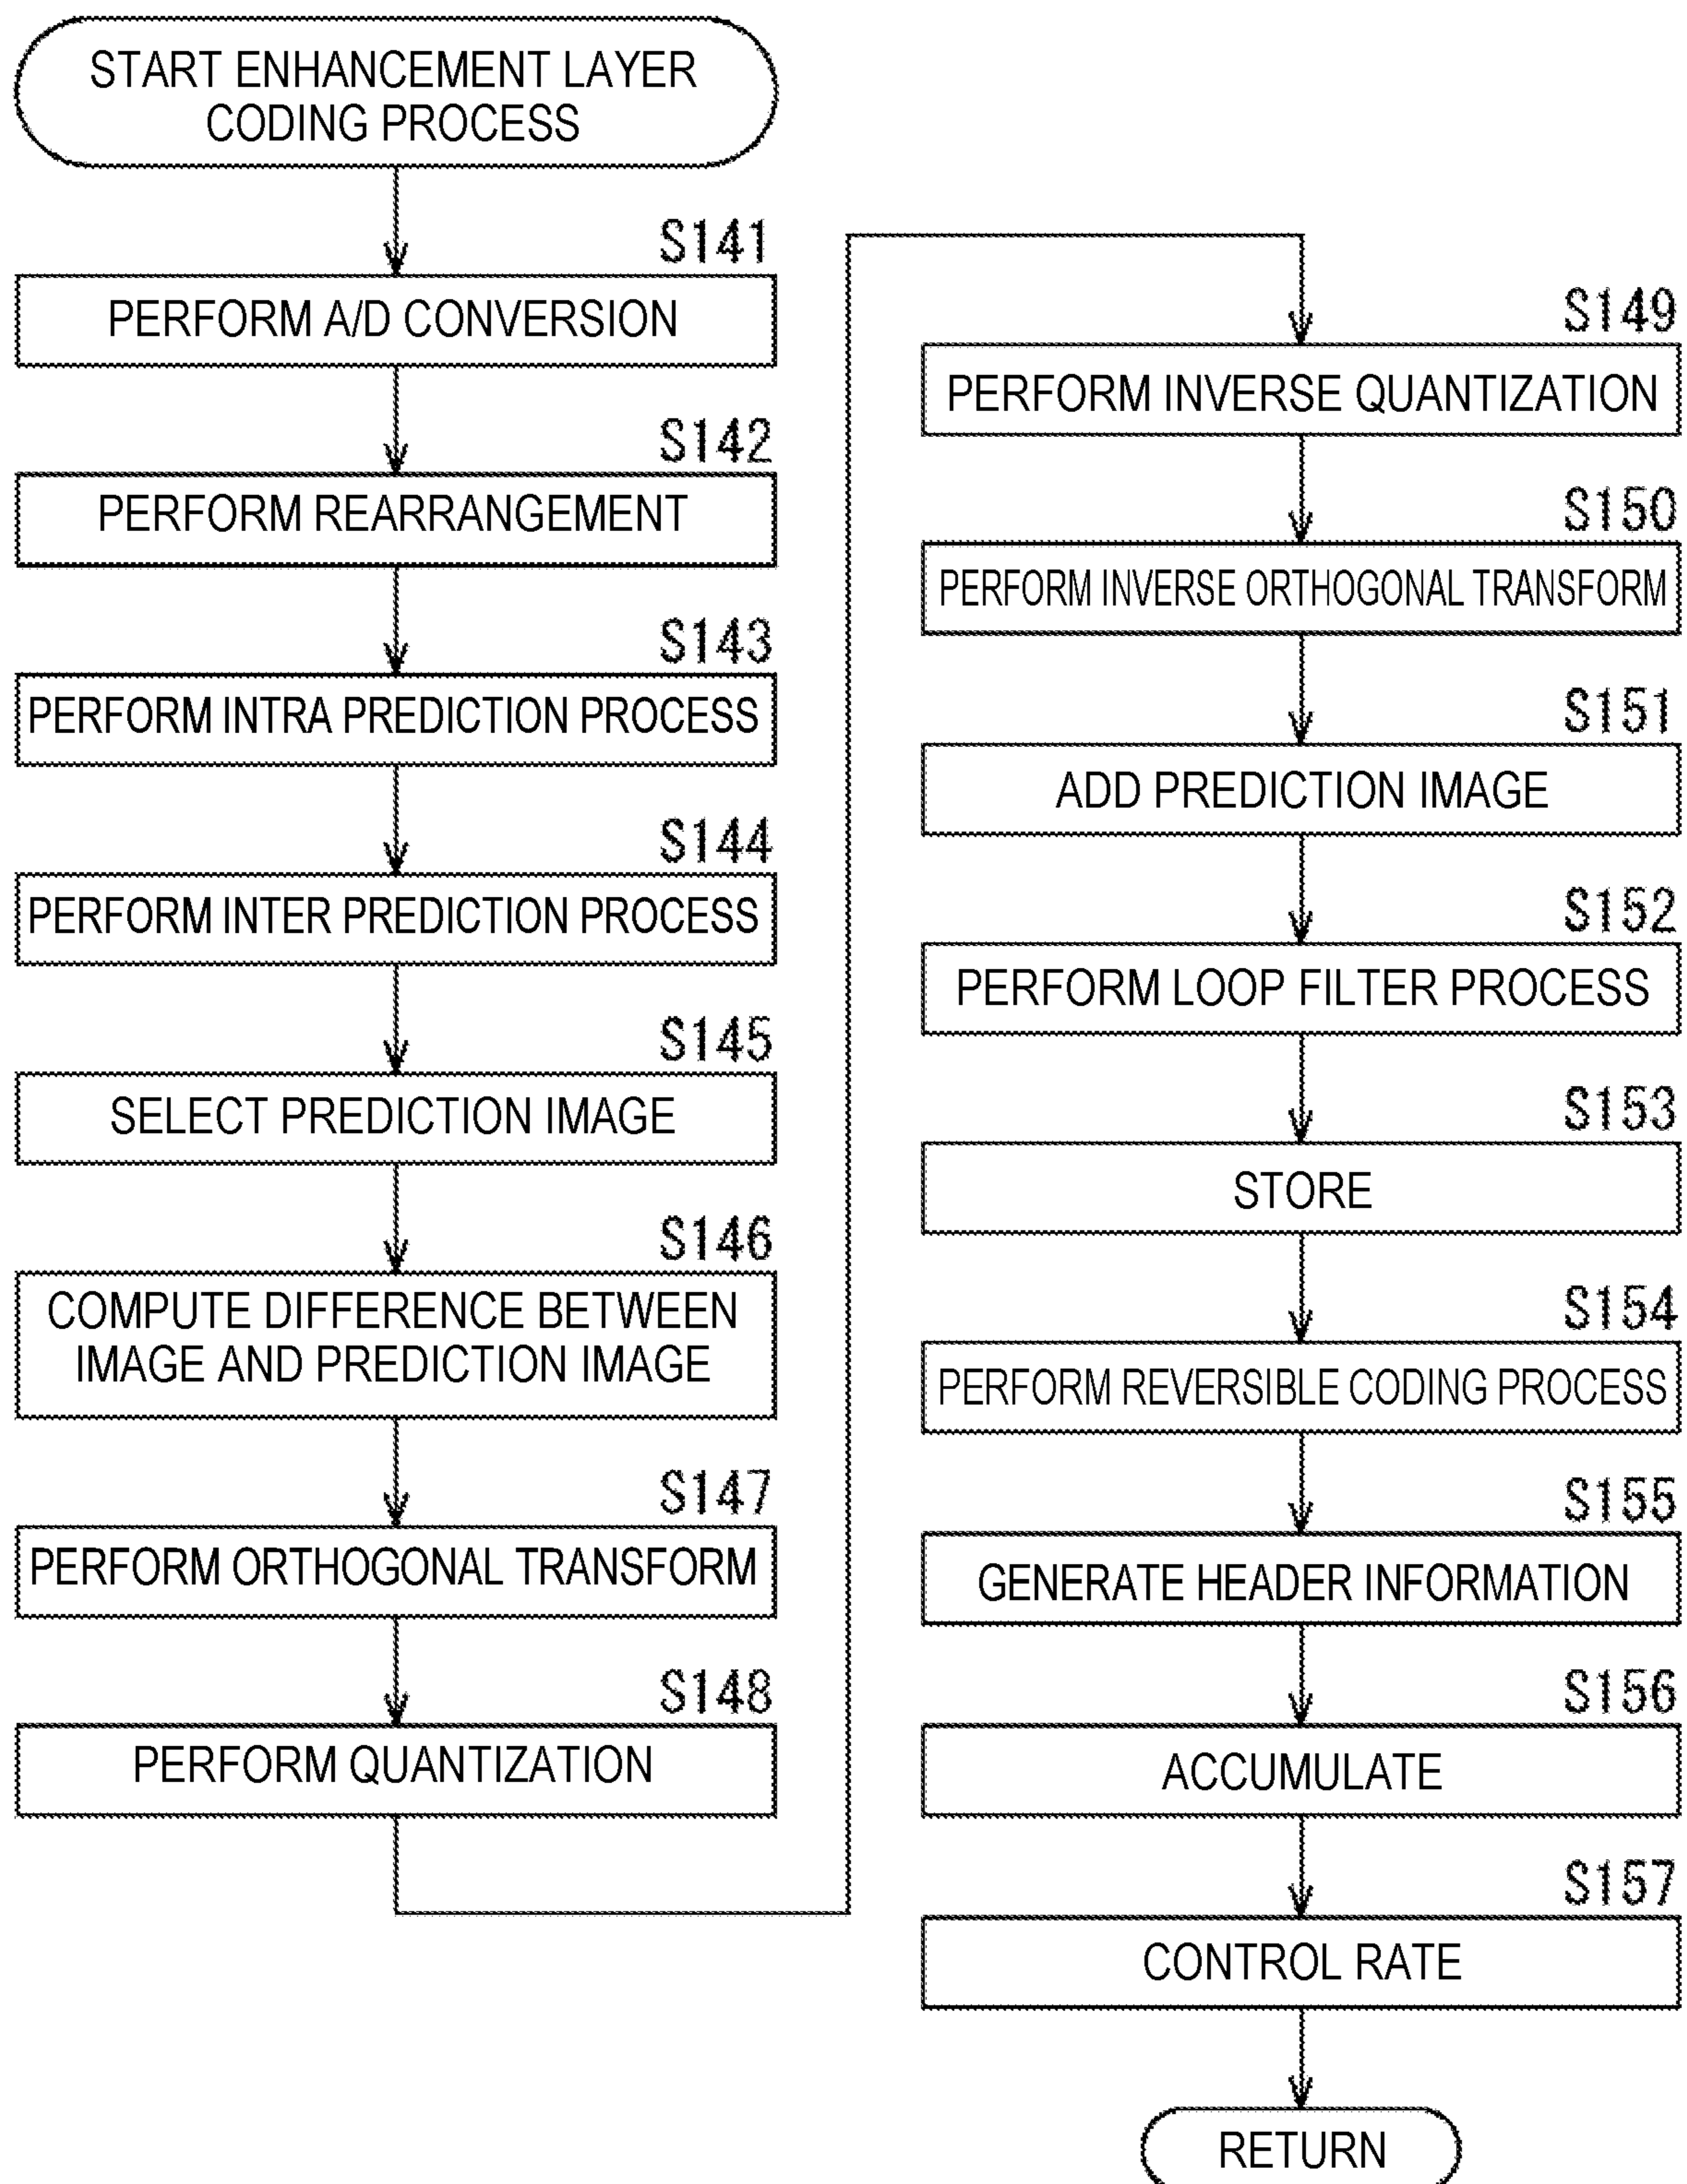 START ENHANCEMENT LAYER
CODING PROCESS
S141
PERFORM A/D CONVERSION
S142
PERFORM REARRANGEMENT
S143
PERFORM INTRA PREDICTION PROCESS
S144
PERFORM INTER PREDICTION PROCESS
S145
SELECT PREDICTION IMAGE
S146
COMPUTE DIFFERENCE BETWEEN
IMAGE AND PREDICTION IMAGE
S147
PERFORM ORTHOGONAL TRANSFORM
S148
PERFORM QUANTIZATION
S149
PERFORM INVERSE QUANTIZATION
S150
PERFORM INVERSE ORTHOGONAL TRANSFORM
S151
ADD PREDICTION IMAGE
S152
PERFORM LOOP FILTER PROCESS
S153
STORE
S154
PERFORM REVERSIBLE CODING PROCESS
S155
GENERATE HEADER INFORMATION
S156
ACCUMULATE
S157
CONTROL RATE
RETURN